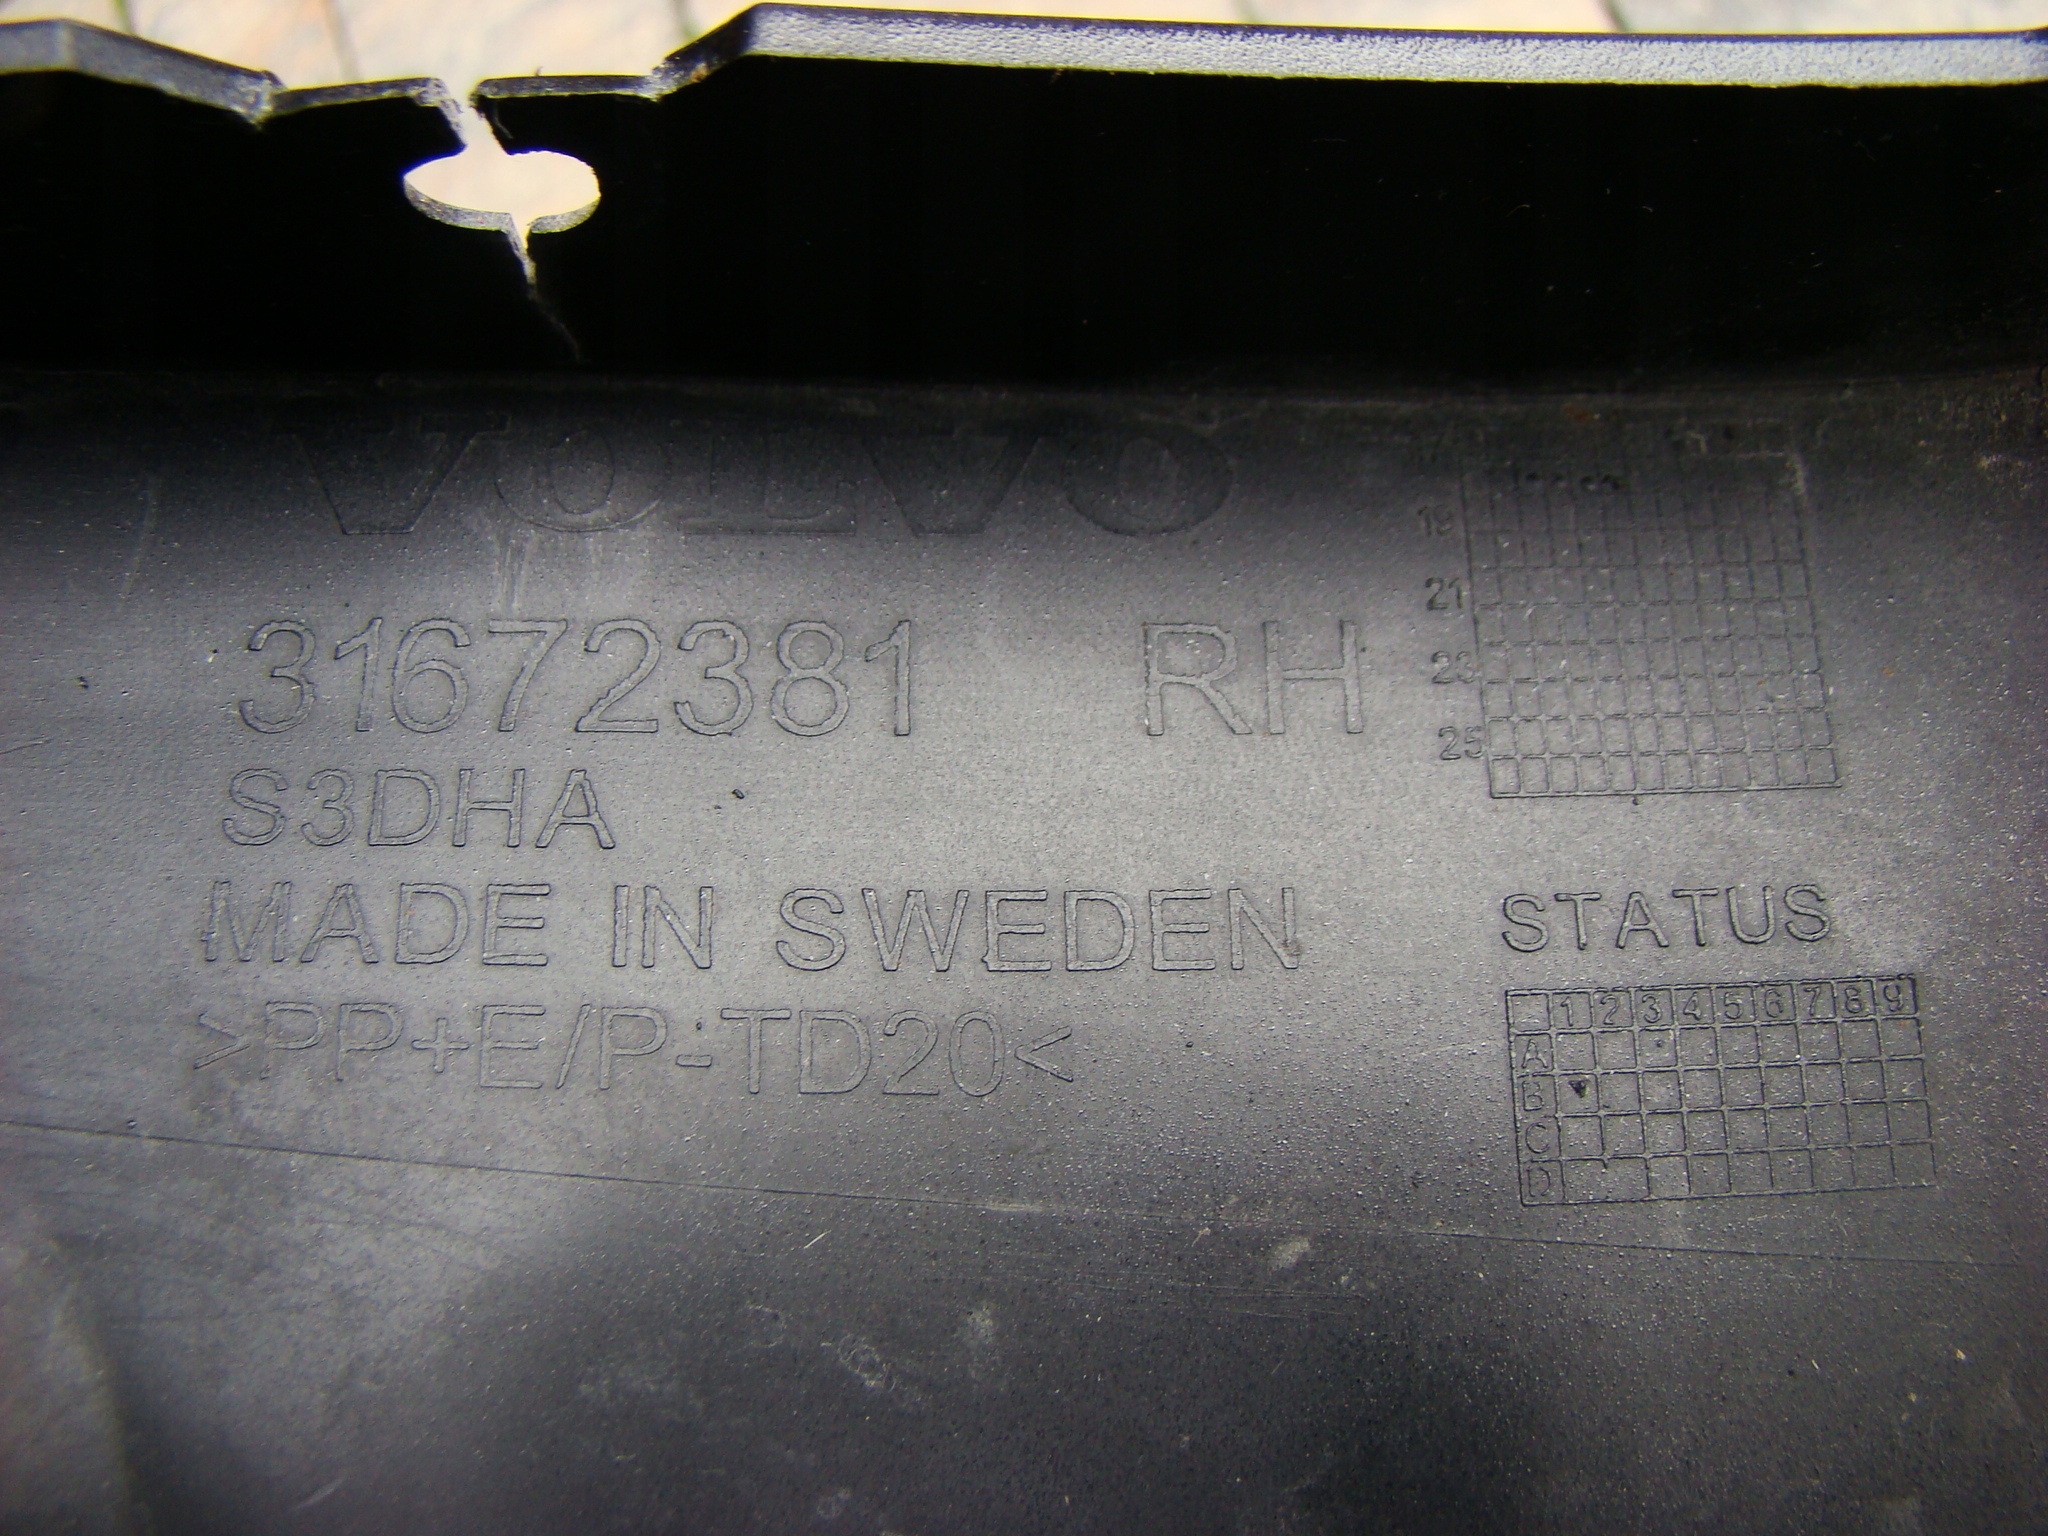 VOLVO
31672381 RH
S3DHA
MADE IN SWEDEN
>PP+E/P-TD20<
17
19
21
23
25
STATUS
1 2 3 4 5 6 7 8 9
A
B
C
D